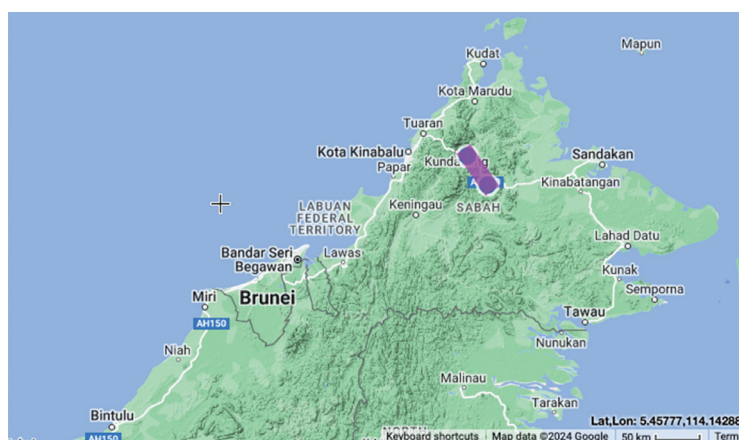 Kudat
Mapun
Kota Marudu
Tuaran
Kota Kinabalu
Sandakan
Papar
Kinabatangan
Keningau
SABAH
LABUAN
FEDERAL
TERRITORY
Lahad Datu
Bandar Seri
Begawan
Lawas
Kunak
Semporna
Miri
Brunei
Tawau
AH150
Nunukan
Niah
Malinau
Tarakan
Bintulu
Lat,Lon: 5.45777,114.14288
AH150
Keyboard shortcuts
Map data ©2024 Google
50 km